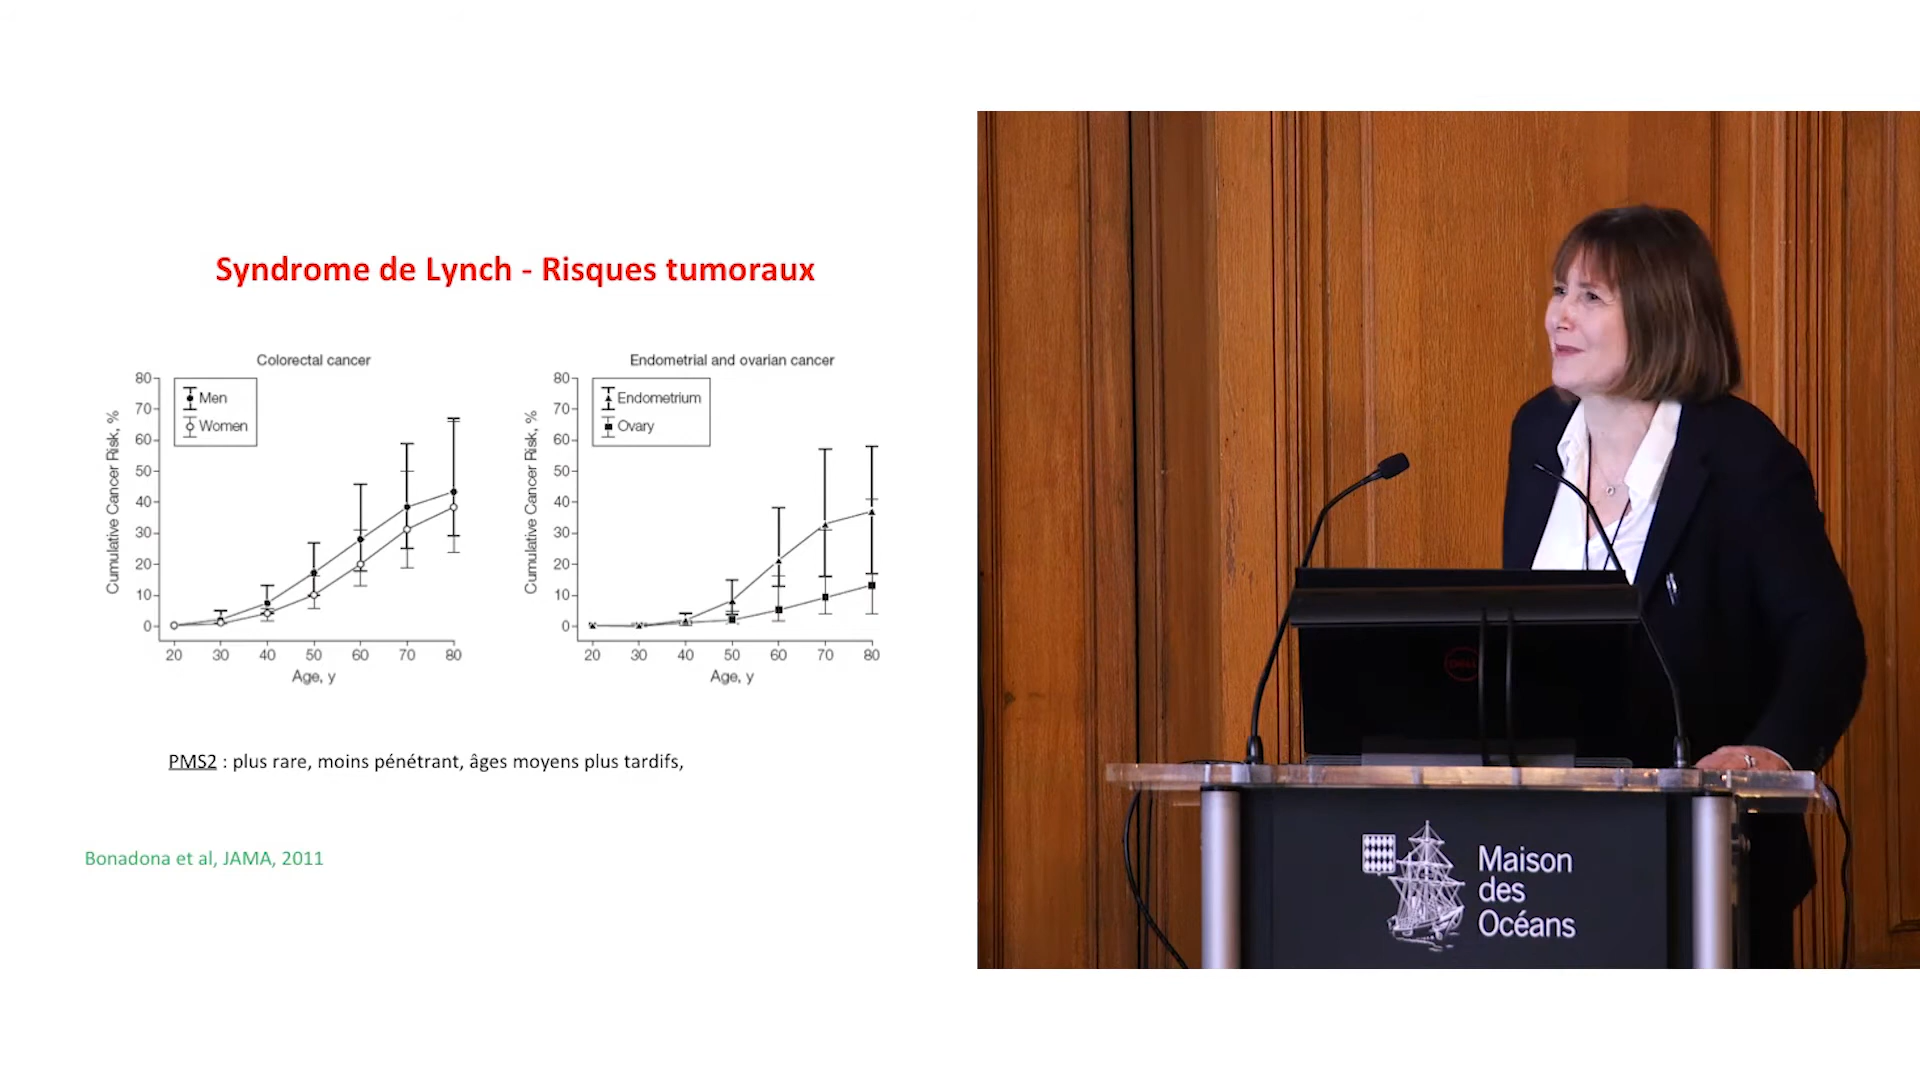 Syndrome de Lynch - Risques tumoraux
Colorectal cancer
Cumulative Cancer Risk, %
80
70
60
50
40
30
20
10
0
Men
Women
20 30 40 50 60 70 80
Age, y
Endometrial and ovarian cancer
Cumulative Cancer Risk, %
80
70
60
50
40
30
20
10
0
Endometrium
Ovary
20 30 40 50 60 70 80
Age, y
PMS2 : plus rare, moins pénétrant, âges moyens plus tardifs,
Bonadona et al, JAMA, 2011
DELL
Maison
des
Océans